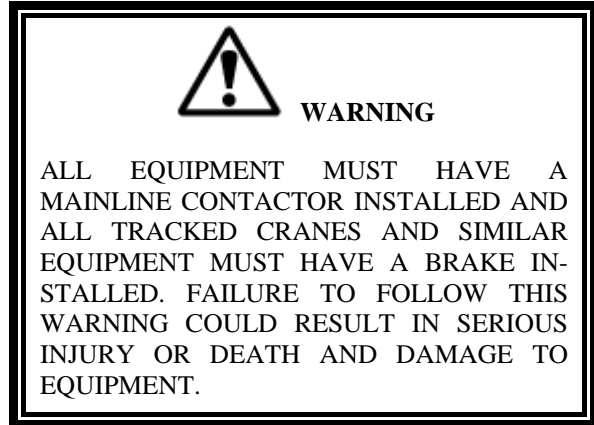 WARNING
ALL EQUIPMENT MUST HAVE A
MAINLINE CONTACTOR INSTALLED AND
ALL TRACKED CRANES AND SIMILAR
EQUIPMENT MUST HAVE A BRAKE IN-
STALLED. FAILURE TO FOLLOW THIS
WARNING COULD RESULT IN SERIOUS
INJURY OR DEATH AND DAMAGE TO
EQUIPMENT.